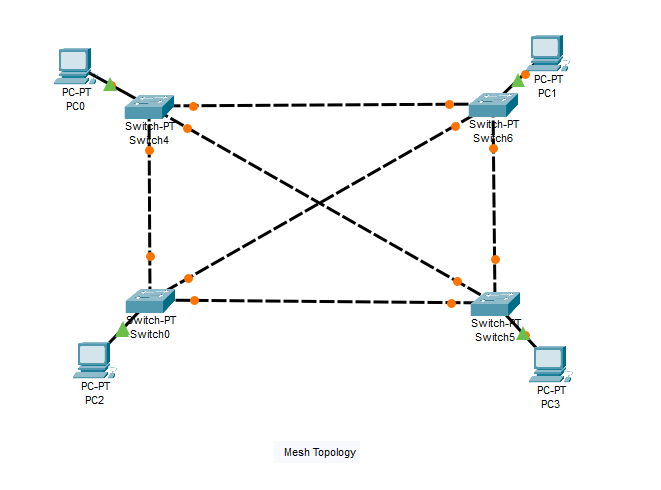 PC-PT
PC0
Switch-PT
Switch4
Switch-PT
Switch6
PC-PT
PC1
Switch-PT
Switch0
PC-PT
PC2
Switch-PT
Switch5
PC-PT
PC3
Mesh Topology